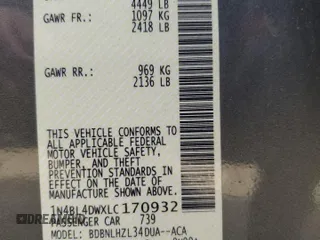 4449 LB
GAWR FR.: 1097 KG
2418 LB
GAWR RR.: 969 KG
2136 LB
THIS VEHICLE CONFORMS TO
ALL APPLICABLE FEDERAL
MOTOR VEHICLE SAFETY,
BUMPER, AND THEFT
PREVENTION STANDARDS IN
EFFECT ON THE DATE OF
MANUFACTURE SHOWN ABOVE.
1N4BL4DWXLC170932
PASSENGER CAR 739
MODEL: BDBNLHZL34DUA--ACA